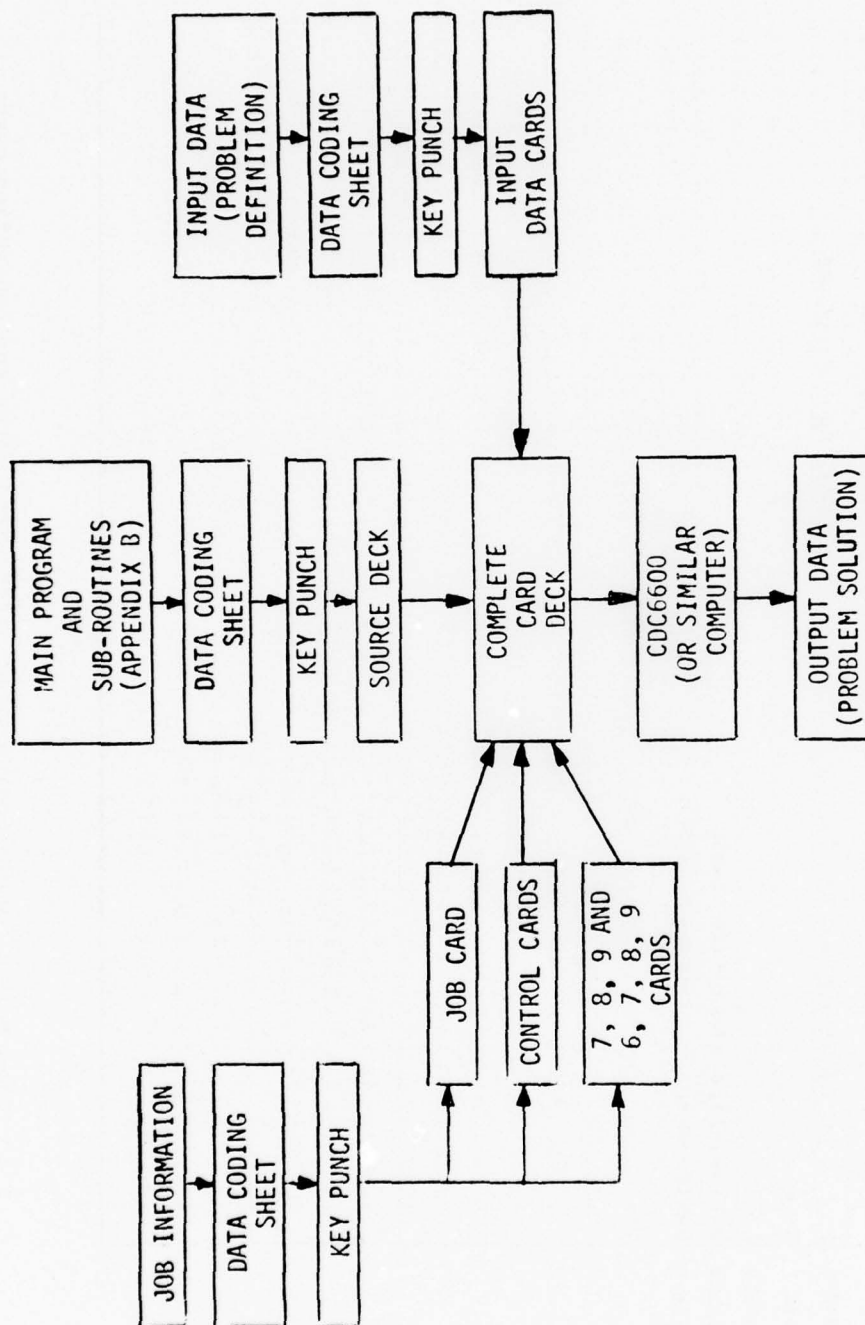 JOB INFORMATION
DATA CODING
SHEET
KEY PUNCH
JOB CARD
CONTROL CARDS
7, 8, 9 AND
6, 7, 8, 9
CARDS
MAIN PROGRAM
AND
SUB-ROUTINES
(APPENDIX B)
DATA CODING
SHEET
KEY PUNCH
SOURCE DECK
COMPLETE
CARD
DECK
CDC6600
(OR SIMILAR
COMPUTER)
OUTPUT DATA
(PROBLEM SOLUTION)
INPUT DATA
(PROBLEM
DEFINITION)
DATA CODING
SHEET
KEY PUNCH
INPUT
DATA CARDS